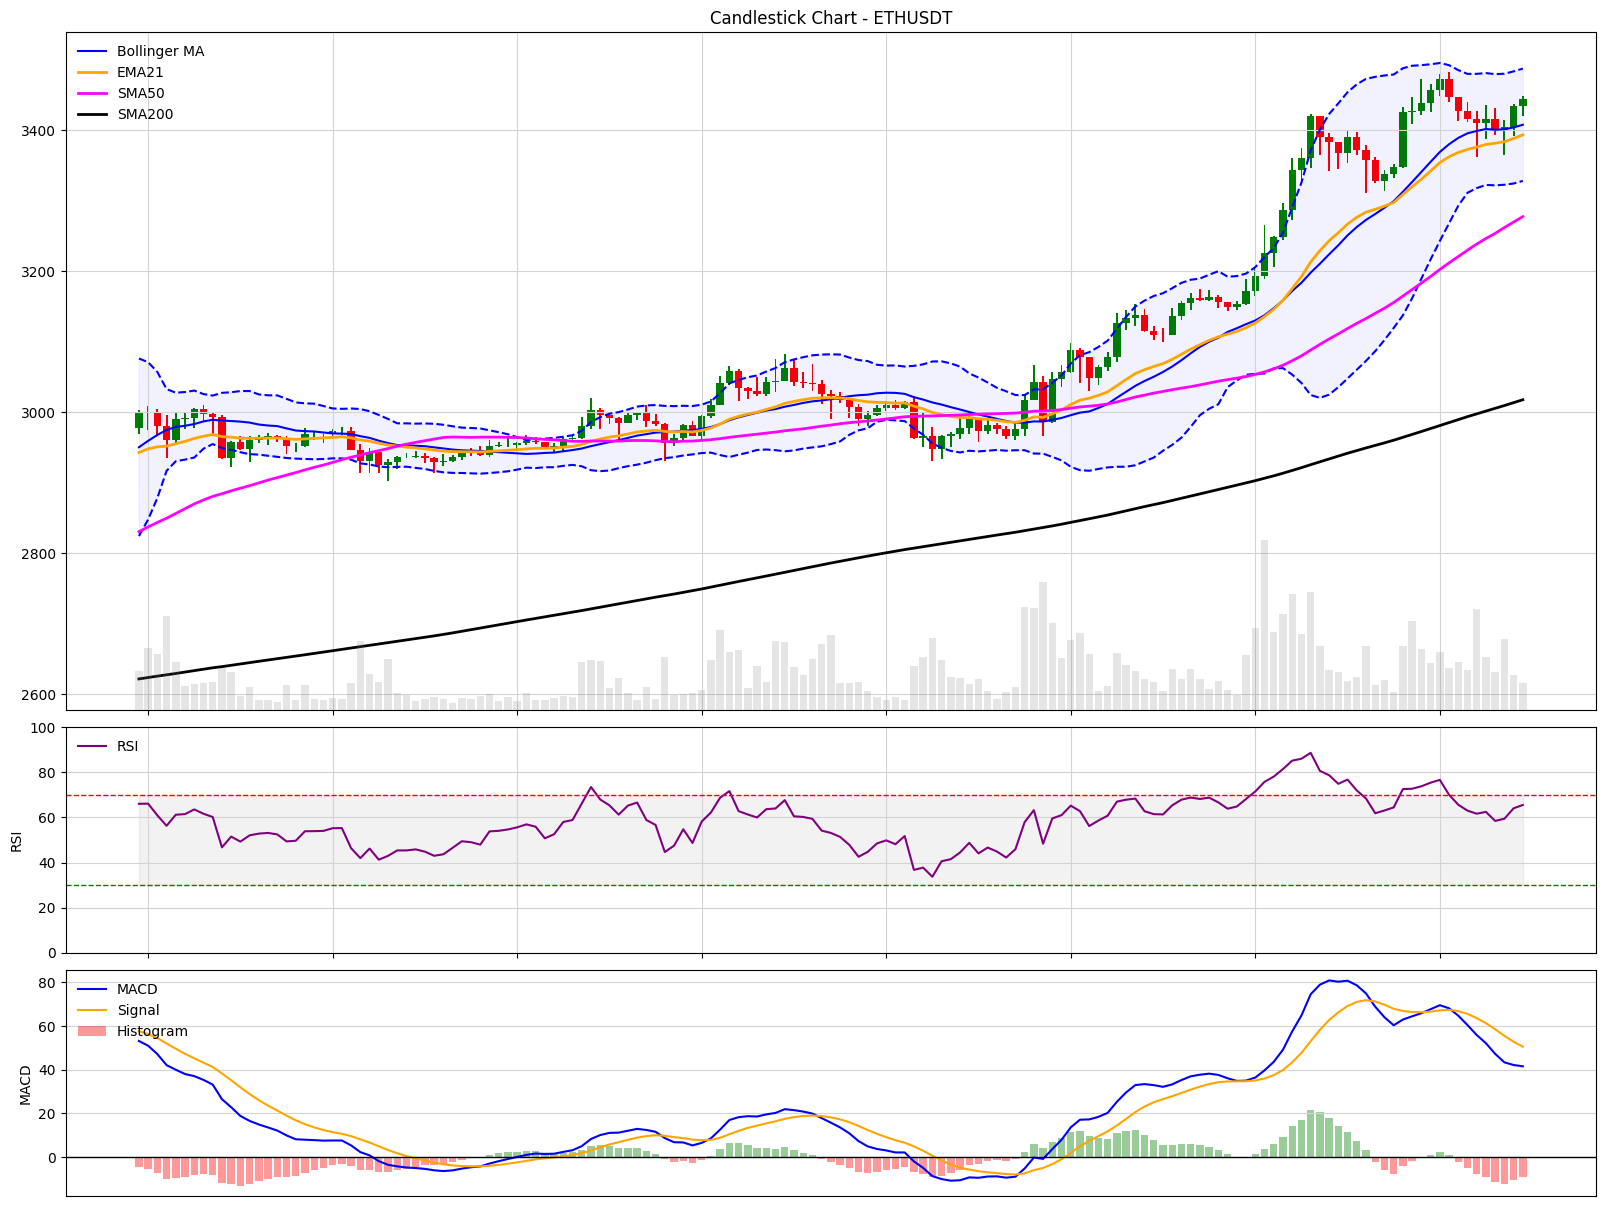 Candlestick Chart - ETHUSDT
Bollinger MA
EMA21
SMA50
SMA200
3400
3200
3000
2800
2600
RSI
100
80
60
40
20
0
RSI
MACD
Signal
Histogram
80
60
40
20
0
MACD